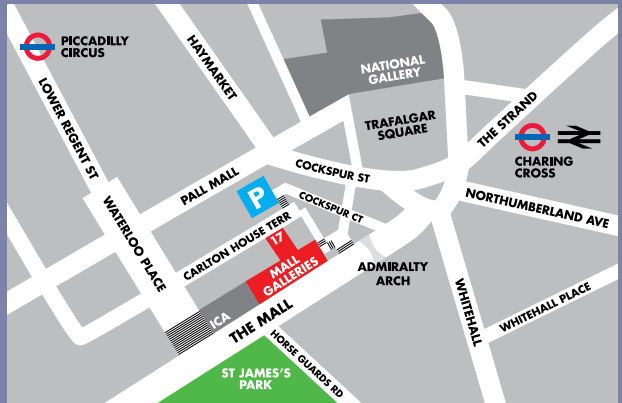 PICCADILLY
CIRCUS
HAYMARKET
NATIONAL
GALLERY
LOWER REGENT ST
TRAFALGAR
SQUARE
THE STRAND
CHARING
CROSS
COCKSPUR ST
PALL MALL
P
COCKSPUR CT
NORTHUMBERLAND AVE
WATERLOO PLACE
CARLTON HOUSE TERR
17
MALL
GALLERIES
ADMIRALTY
ARCH
ICA
THE MALL
WHITEHALL
WHITEHALL PLACE
HORSE GUARDS RD
ST JAMES'S
PARK